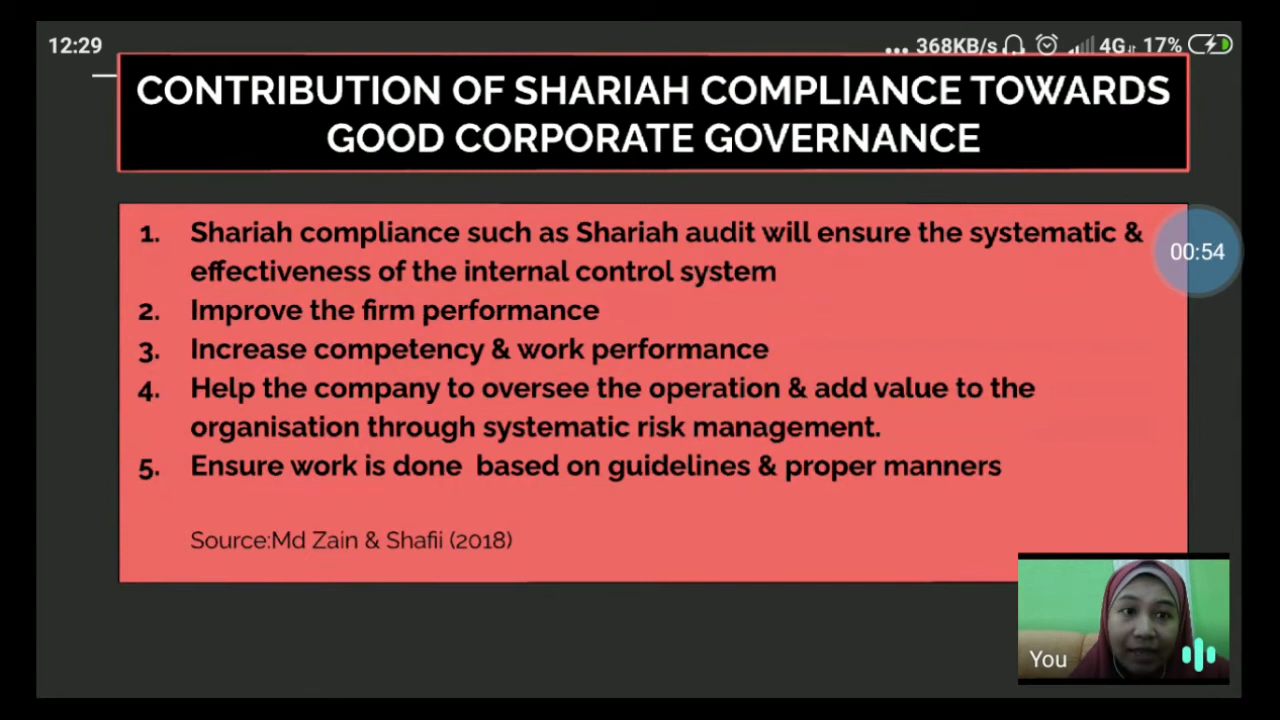 12:29
... 368KB/s 4G 17%
CONTRIBUTION OF SHARIAH COMPLIANCE TOWARDS
GOOD CORPORATE GOVERNANCE
1. Shariah compliance such as Shariah audit will ensure the systematic &
effectiveness of the internal control system
00:54
2. Improve the firm performance
3. Increase competency & work performance
4. Help the company to oversee the operation & add value to the
organisation through systematic risk management.
5. Ensure work is done based on guidelines & proper manners
Source:Md Zain & Shafii (2018)
You